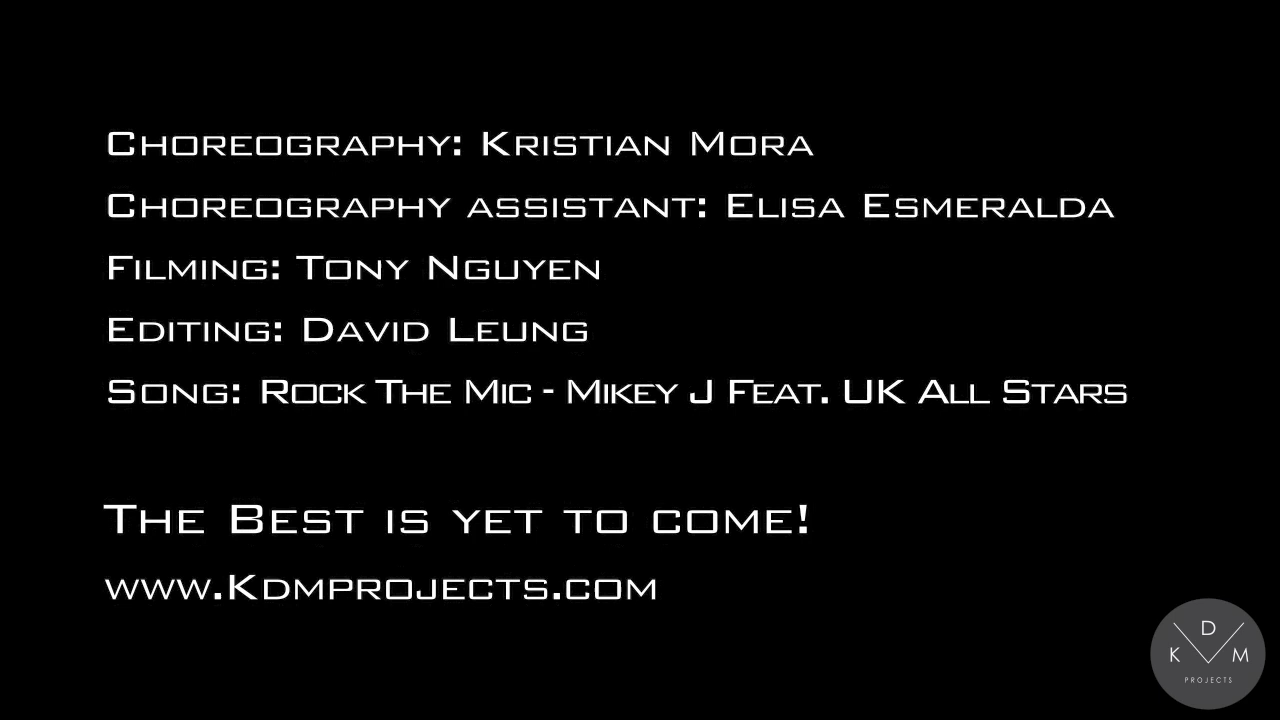 Choreography: Kristian Mora
Choreography assistant: Elisa Esmeralda
Filming: Tony Nguyen
Editing: David Leung
Song: Rock The Mic - Mikey J Feat. UK All Stars
The Best is yet to come!
www.Kdmprojects.com
D
K M
PROJECTS